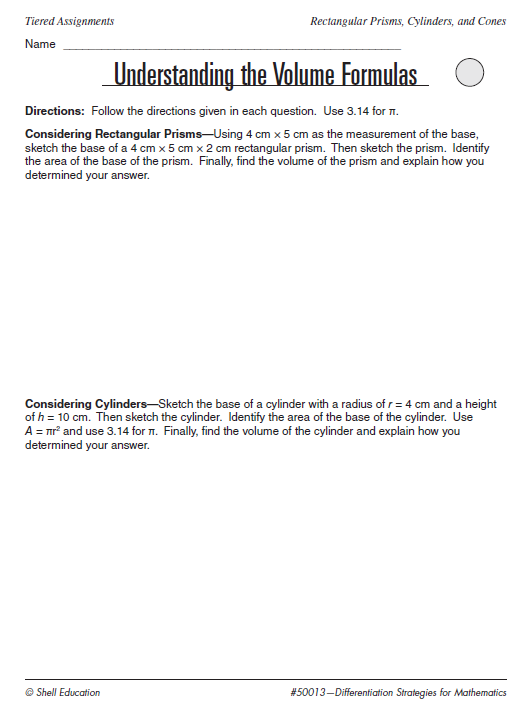 Tiered Assignments
Rectangular Prisms, Cylinders, and Cones
Name
Understanding the Volume Formulas
Directions: Follow the directions given in each question. Use 3.14 for π.
Considering Rectangular Prisms—Using 4 cm × 5 cm as the measurement of the base,
sketch the base of a 4 cm × 5 cm × 2 cm rectangular prism. Then sketch the prism. Identify
the area of the base of the prism. Finally, find the volume of the prism and explain how you
determined your answer.
Considering Cylinders—Sketch the base of a cylinder with a radius of r = 4 cm and a height
of h = 10 cm. Then sketch the cylinder. Identify the area of the base of the cylinder. Use
A = πr² and use 3.14 for π. Finally, find the volume of the cylinder and explain how you
determined your answer.
© Shell Education
#50013—Differentiation Strategies for Mathematics